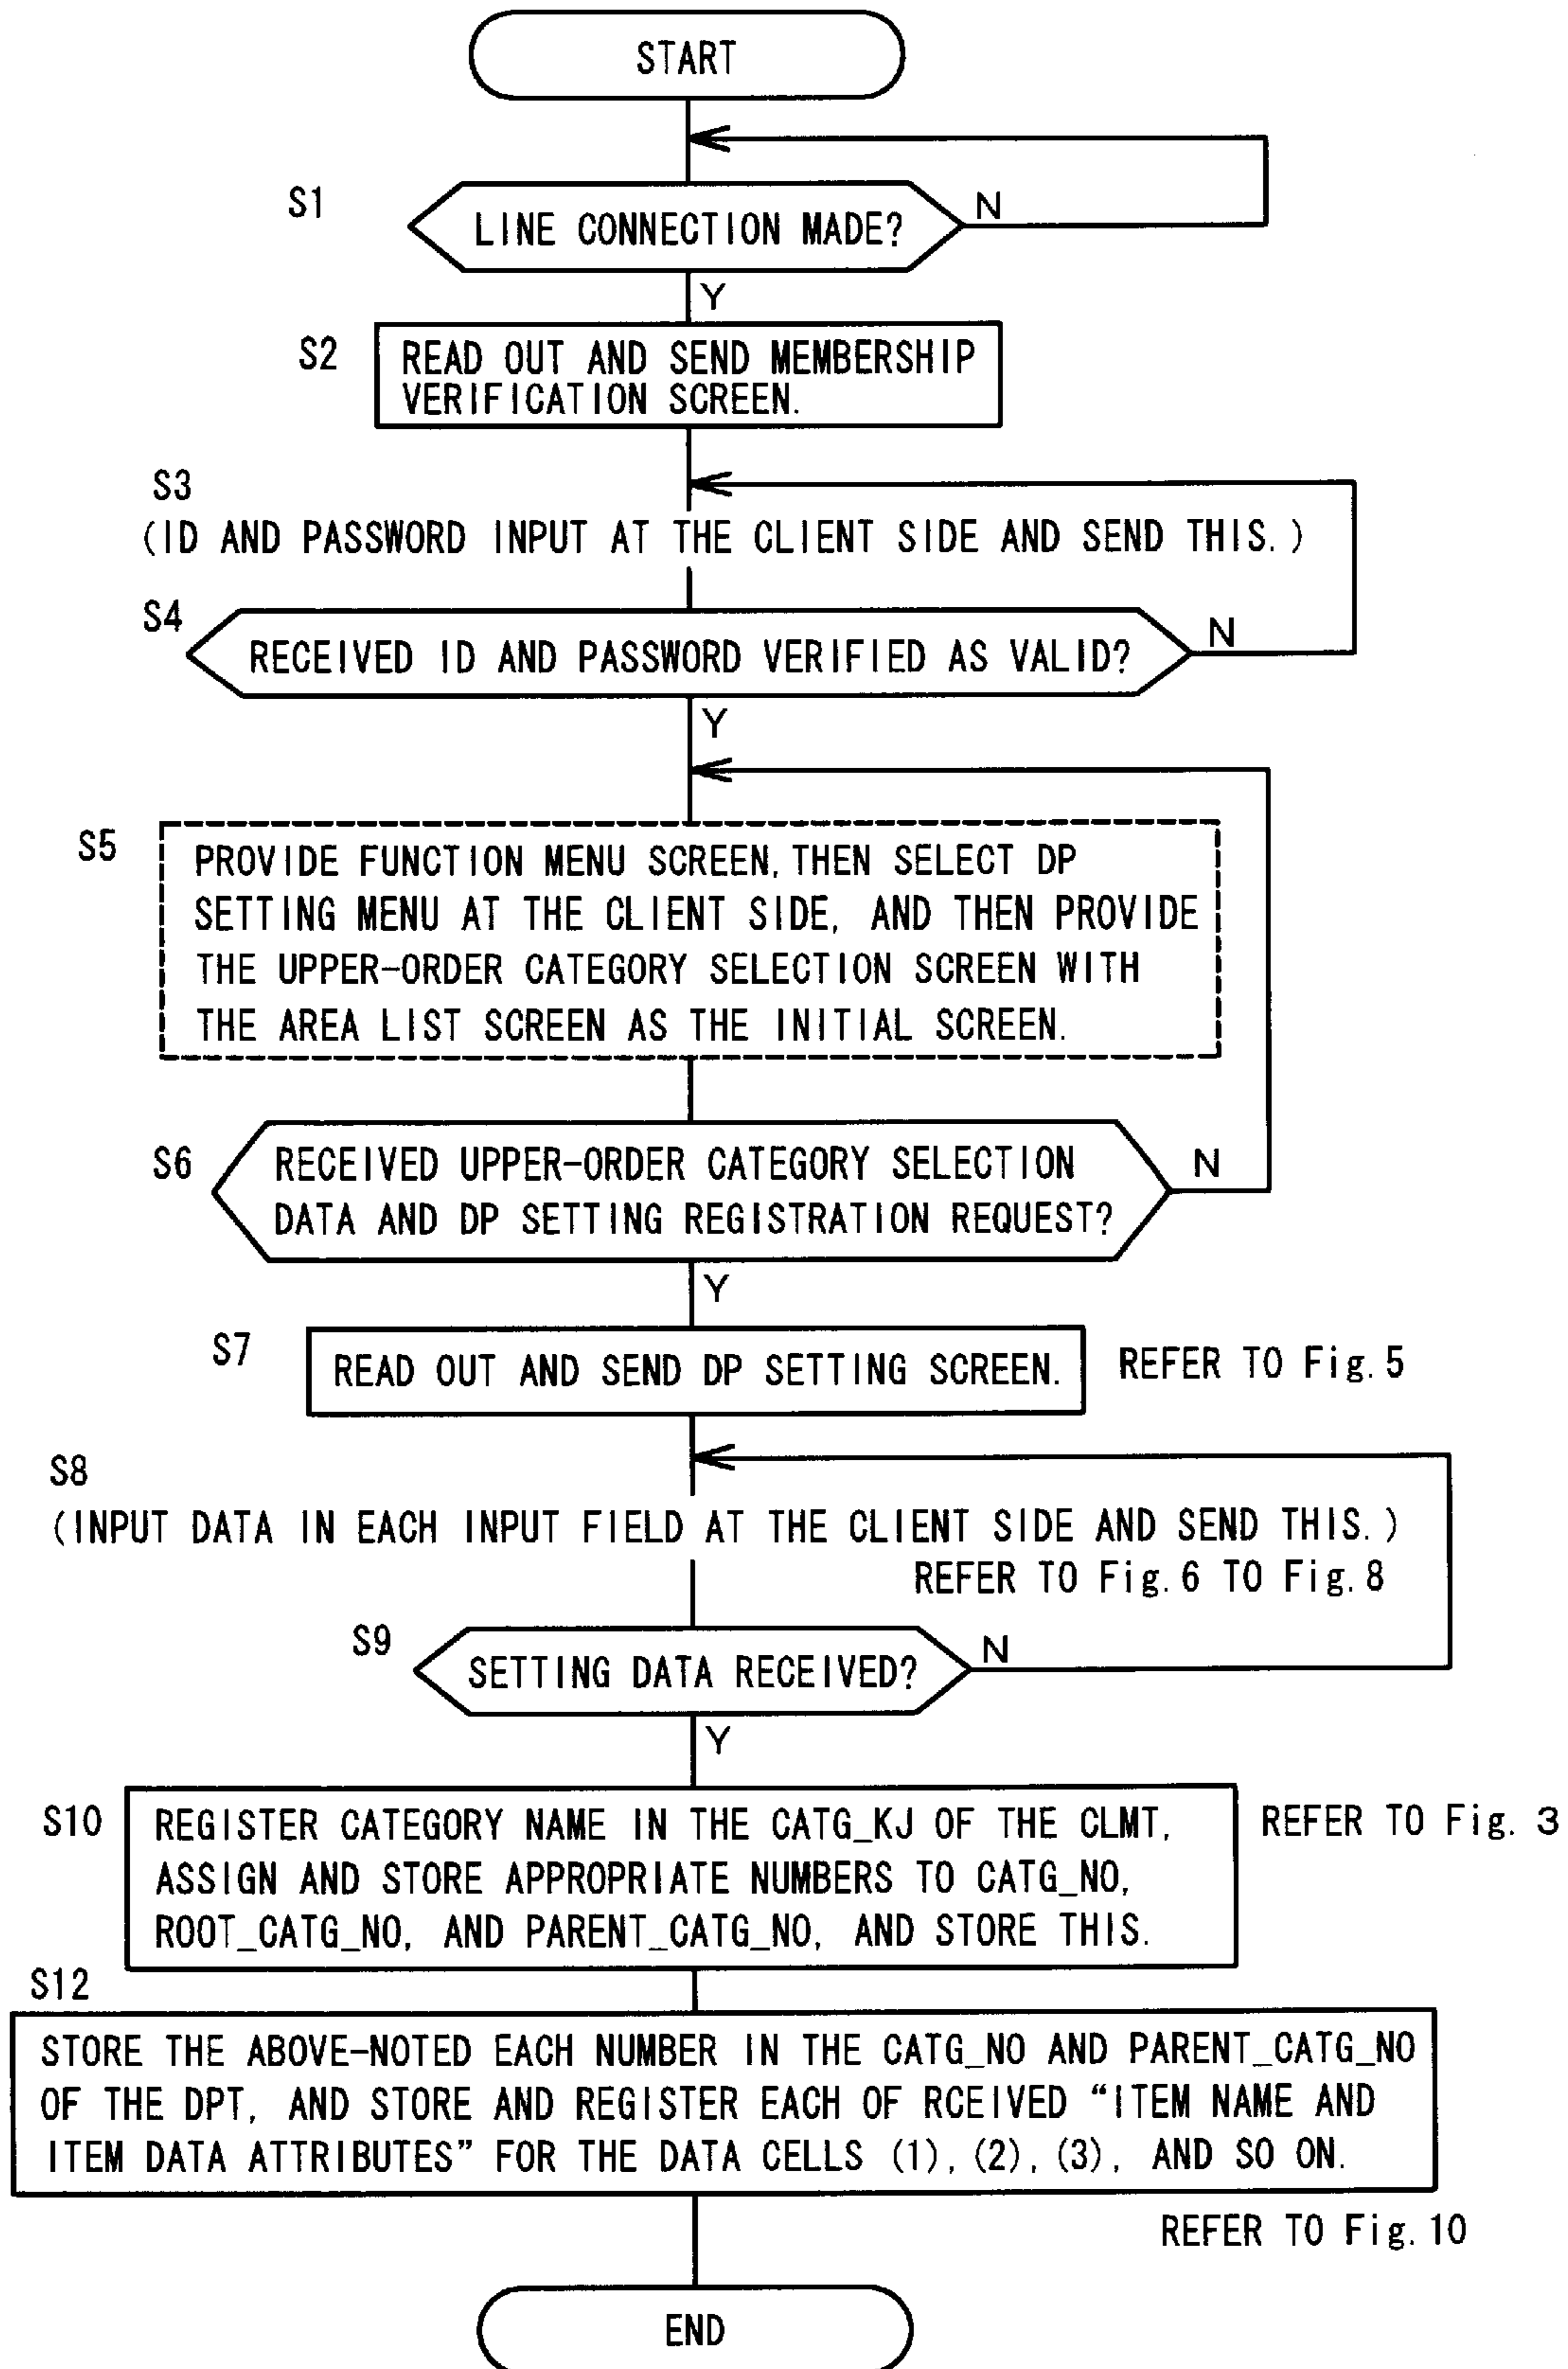 START
S1
LINE CONNECTION MADE?
N
Y
S2
READ OUT AND SEND MEMBERSHIP
VERIFICATION SCREEN.
S3
(ID AND PASSWORD INPUT AT THE CLIENT SIDE AND SEND THIS.)
S4
RECEIVED ID AND PASSWORD VERIFIED AS VALID?
N
Y
S5
PROVIDE FUNCTION MENU SCREEN, THEN SELECT DP
SETTING MENU AT THE CLIENT SIDE, AND THEN PROVIDE
THE UPPER-ORDER CATEGORY SELECTION SCREEN WITH
THE AREA LIST SCREEN AS THE INITIAL SCREEN.
S6
RECEIVED UPPER-ORDER CATEGORY SELECTION
DATA AND DP SETTING REGISTRATION REQUEST?
N
Y
S7
READ OUT AND SEND DP SETTING SCREEN.
REFER TO Fig. 5
S8
(INPUT DATA IN EACH INPUT FIELD AT THE CLIENT SIDE AND SEND THIS.)
REFER TO Fig. 6 TO Fig. 8
S9
SETTING DATA RECEIVED?
N
Y
S10
REGISTER CATEGORY NAME IN THE CATG_KJ OF THE CLMT,
ASSIGN AND STORE APPROPRIATE NUMBERS TO CATG_NO,
ROOT_CATG_NO, AND PARENT_CATG_NO, AND STORE THIS.
REFER TO Fig. 3
S12
STORE THE ABOVE-NOTED EACH NUMBER IN THE CATG_NO AND PARENT_CATG_NO
OF THE DPT, AND STORE AND REGISTER EACH OF RCEIVED “ITEM NAME AND
ITEM DATA ATTRIBUTES” FOR THE DATA CELLS (1), (2), (3), AND SO ON.
REFER TO Fig. 10
END